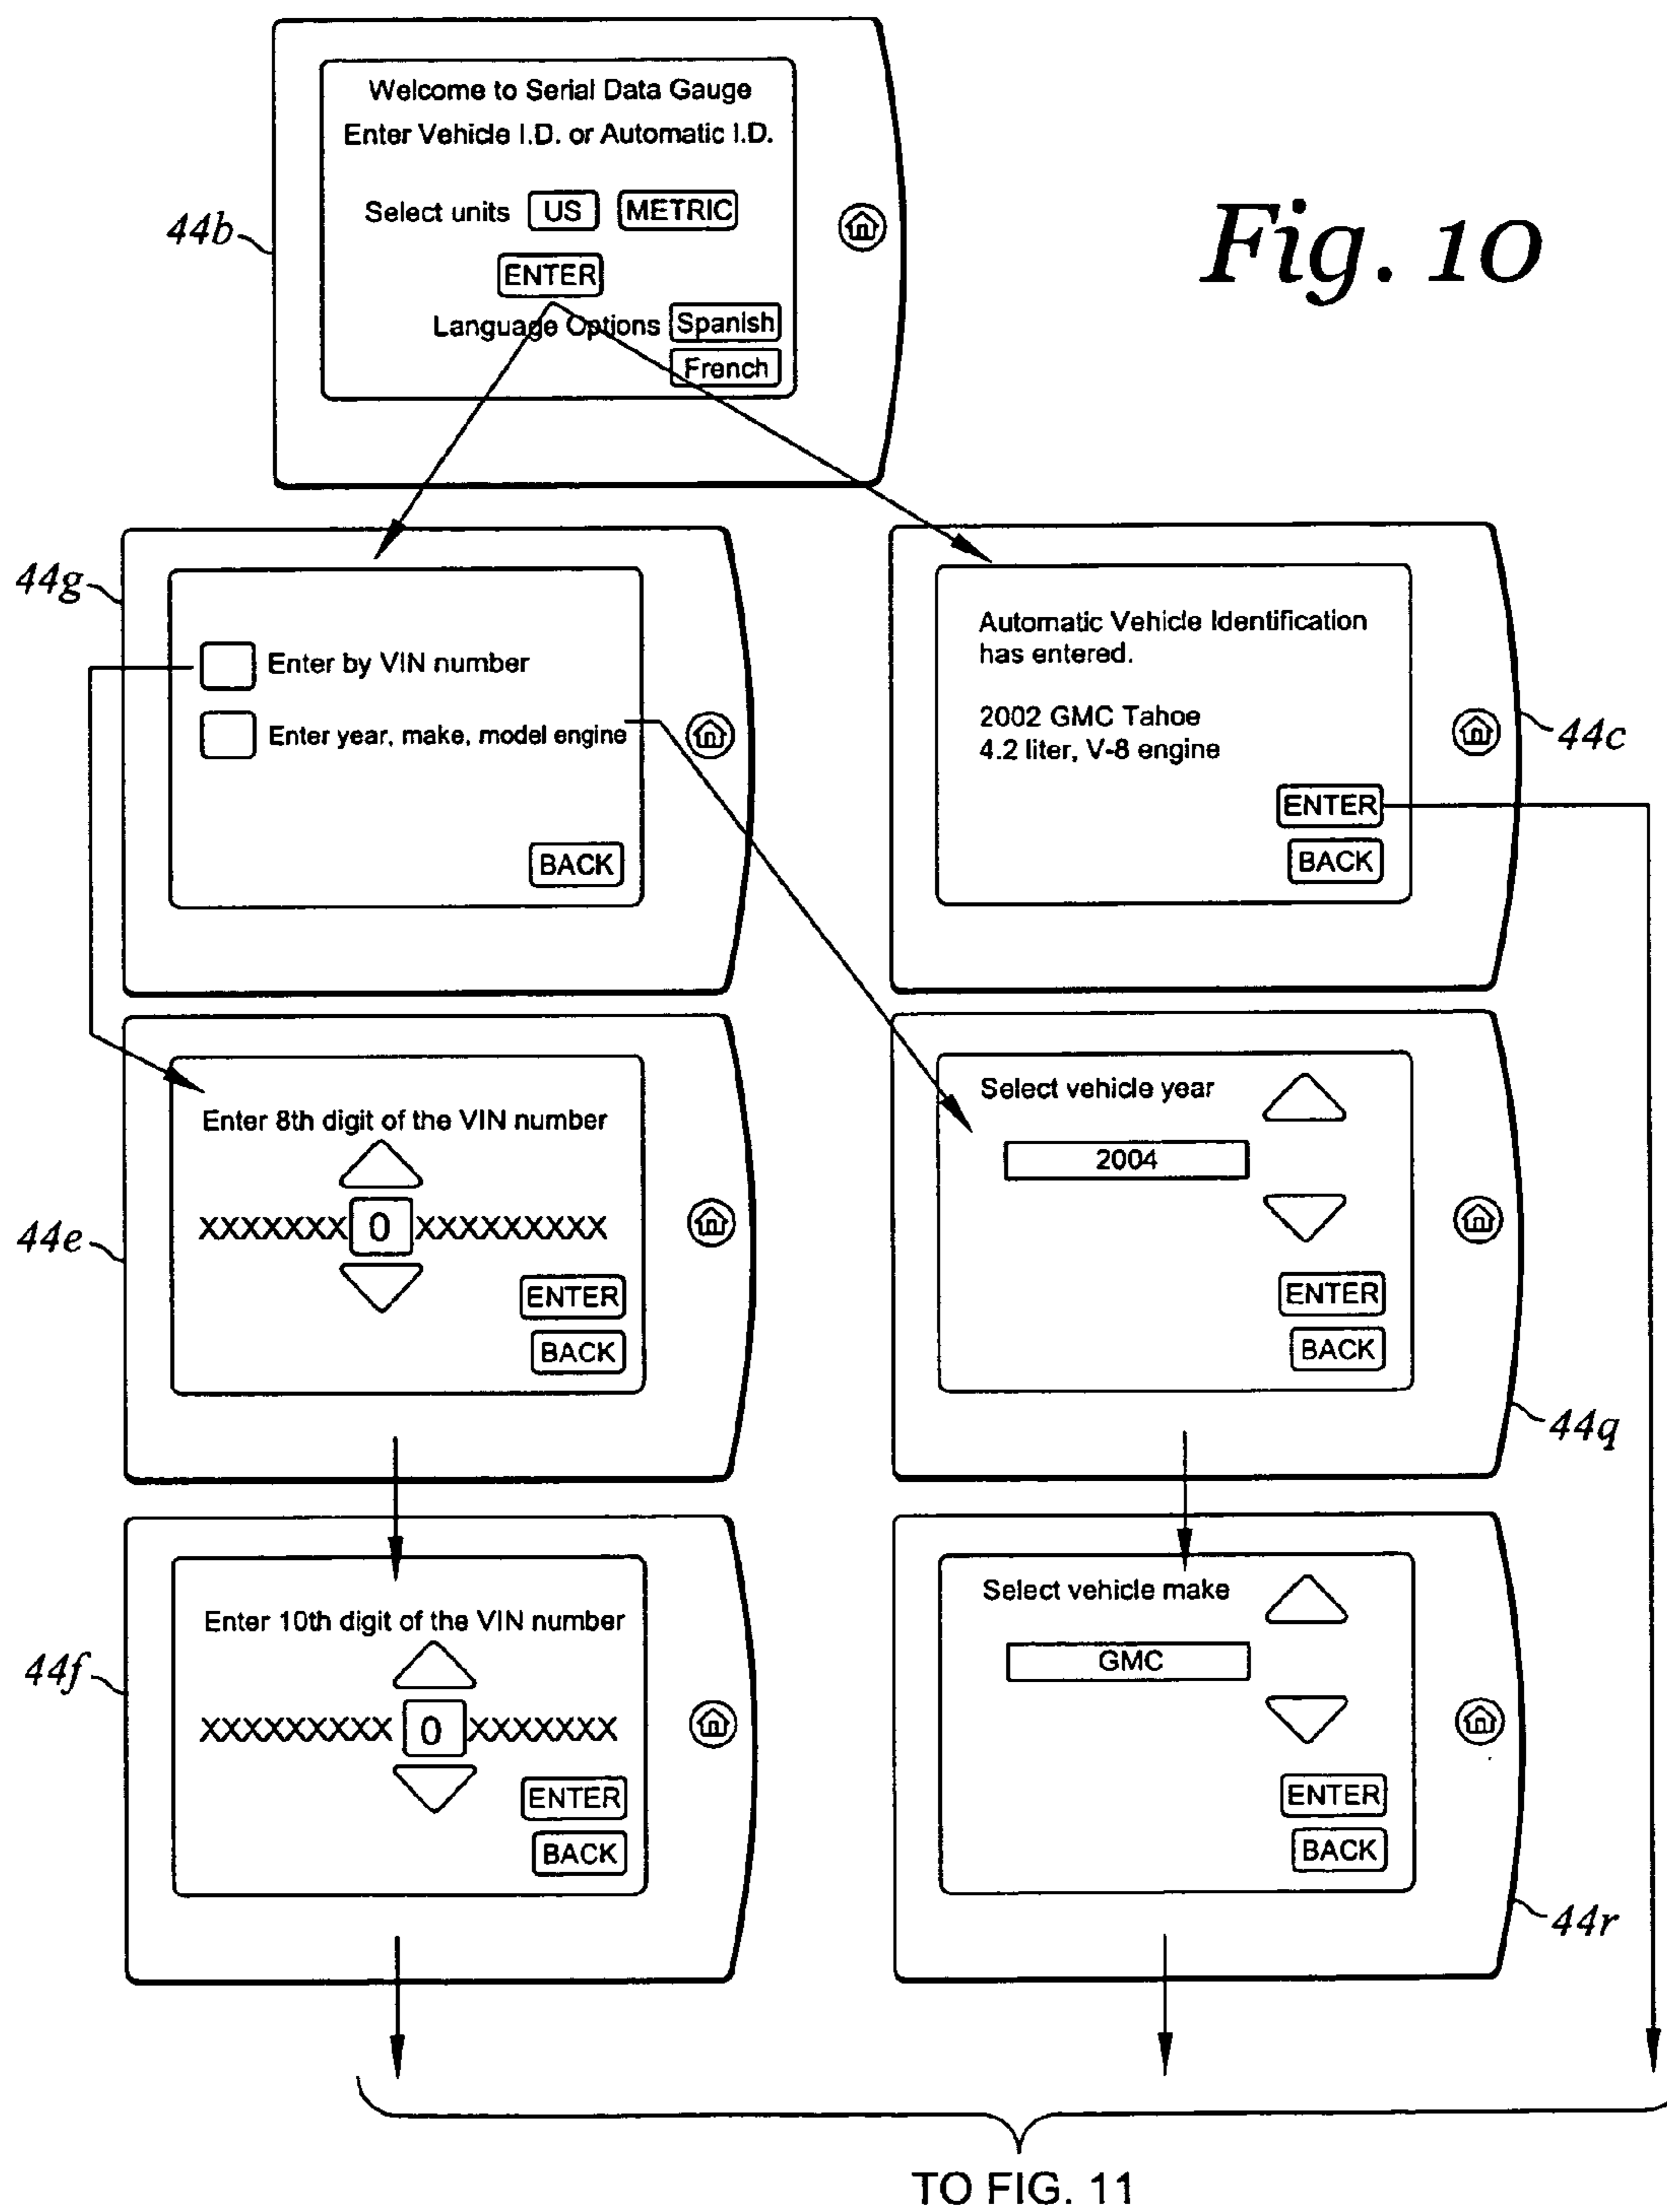 Fig. 10
44b
Welcome to Serial Data Gauge
Enter Vehicle I.D. or Automatic I.D.
Select units US METRIC
ENTER
Language Options Spanish
French
44g
Enter by VIN number
Enter year, make, model engine
BACK
44c
Automatic Vehicle Identification
has entered.
2002 GMC Tahoe
4.2 liter, V-8 engine
ENTER
BACK
44e
Enter 8th digit of the VIN number
XXXXXXX 0 XXXXXXXXX
ENTER
BACK
44q
Select vehicle year
2004
ENTER
BACK
44f
Enter 10th digit of the VIN number
XXXXXXXXX 0 XXXXXXX
ENTER
BACK
44r
Select vehicle make
GMC
ENTER
BACK
TO FIG. 11